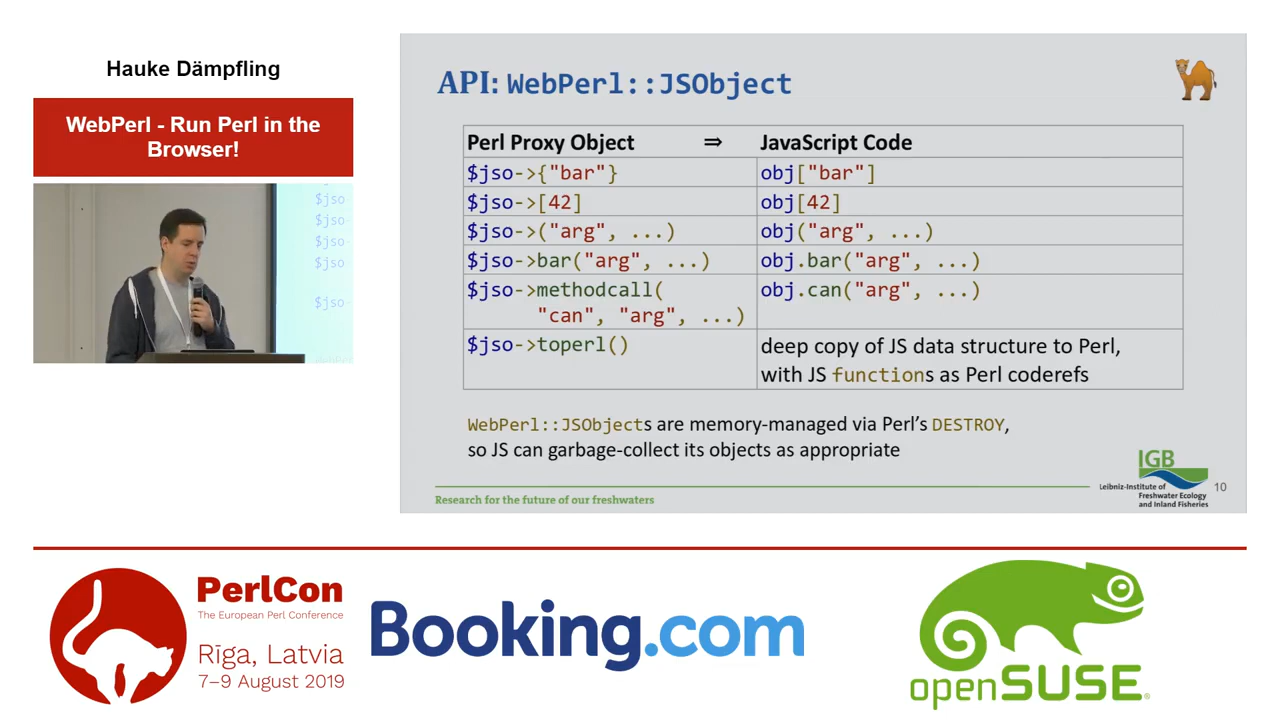 Hauke Dämpfling
WebPerl - Run Perl in the
Browser!
$jso
$jso
$jso
$jso
$jso
API: WebPerl::JSObject
Perl Proxy Object ⇒ JavaScript Code
$jso->{"bar"} obj["bar"]
$jso->[42] obj[42]
$jso->("arg", ...) obj("arg", ...)
$jso->bar("arg", ...) obj.bar("arg", ...)
$jso->methodcall( obj.can("arg", ...)
"can", "arg", ...)
$jso->toperl() deep copy of JS data structure to Perl,
with JS functions as Perl coderefs
WebPerl::JSObjects are memory-managed via Perl’s DESTROY,
so JS can garbage-collect its objects as appropriate
Research for the future of our freshwaters
IGB
Leibniz-Institute of
Freshwater Ecology
and Inland Fisheries
10
PerlCon
The European Perl Conference
Rīga, Latvia
7–9 August 2019
Booking.com
openSUSE